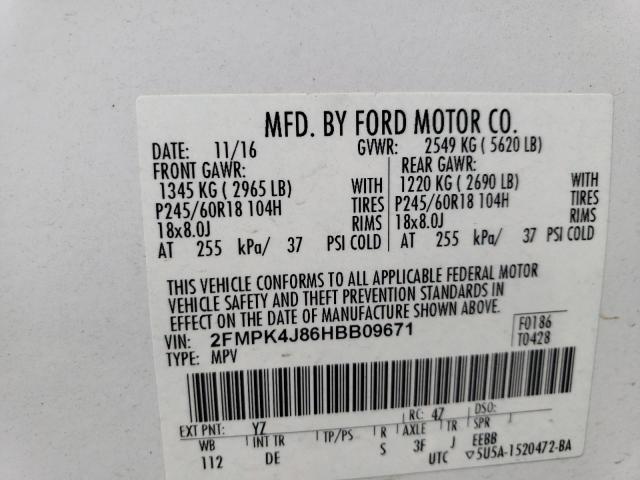 MFD. BY FORD MOTOR CO.
DATE: 11/16 GVWR: 2549 KG ( 5620 LB)
FRONT GAWR: REAR GAWR:
1345 KG ( 2965 LB) WITH 1220 KG ( 2690 LB) WITH
P245/60R18 104H TIRES P245/60R18 104H TIRES
18x8.0J RIMS 18x8.0J RIMS
AT 255 kPa/ 37 PSI COLD AT 255 kPa/ 37 PSI COLD
THIS VEHICLE CONFORMS TO ALL APPLICABLE FEDERAL MOTOR
VEHICLE SAFETY AND THEFT PREVENTION STANDARDS IN
EFFECT ON THE DATE OF MANUFACTURE SHOWN ABOVE.
VIN: 2FMPK4J86HBB09671 F0186
TYPE: MPV T0428
EXT PNT: YZ RC: 47 DSO:
WB INT TR TP/PS R AXLE TR SPR
112 DE S 3F J EEBB
UTC ▽5U5A-1520472-BA